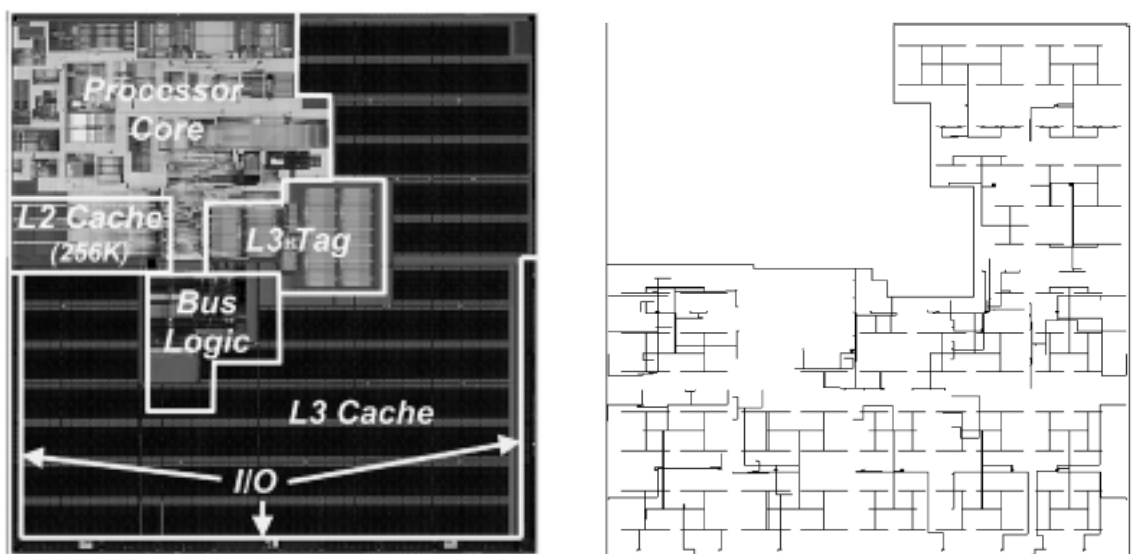 Processor
Core
L2 Cache
(256K)
L3 Tag
Bus
Logic
L3 Cache
I/O